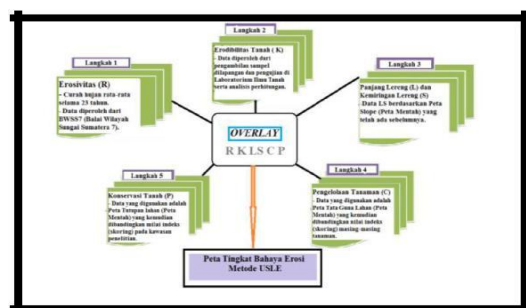 Langkah 1
Erosivitas (R)
- Curah hujan rata-rata
selama 23 tahun.
- Data diperoleh dari
BWSS7 (Balai Wilayah
Sungai Sumatera 7).
Langkah 2
Erodibilitas Tanah ( K)
- Data diperoleh dari
pengambilan sampel
dilapangan dan pengujian di
Laboratorium Ilmu Tanah
serta analisis perhitungan.
Langkah 3
Panjang Lereng (L) dan
Kemiringan Lereng (S)
- Data LS berdasarkan Peta
Slope (Peta Mentah) yang
telah ada sebelumnya.
OVERLAY
R K L S C P
Langkah 4
Pengelolaan Tanaman (C)
- Data yang digunakan adalah
Peta Tata Guna Lahan (Peta
Mentah) yang kemudian
dibandingkan nilai indeks
(skoring) masing-masing
tanaman.
Langkah 5
Konservasi Tanah (P)
- Data yang digunakan adalah
Peta Tutupan lahan (Peta
Mentah) yang kemudian
dibandingkan nilai indeks
(skoring) pada kawasan
penelitian.
Peta Tingkat Bahaya Erosi
Metode USLE